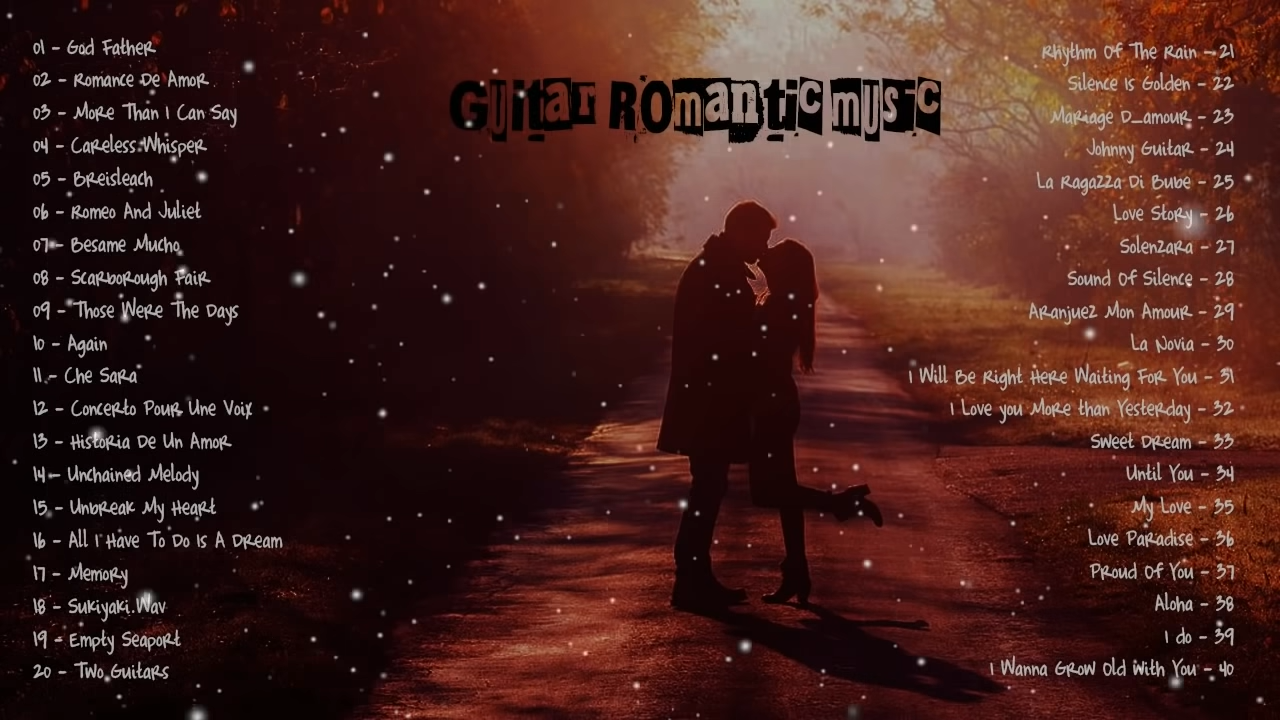 Guitar Romantic music
01 - God Father
02 - Romance De Amor
03 - More Than I Can Say
04 - Careless Whisper
05 - Breisleach
06 - Romeo And Juliet
07 - Besame Mucho
08 - Scarborough Fair
09 - Those Were The Days
10 - Again
11 - Che Sara
12 - Concerto Pour Une Voix
13 - Historia De Un Amor
14 - Unchained Melody
15 - Unbreak My Heart
16 - All I Have To Do Is A Dream
17 - Memory
18 - Sukiyaki.Wav
19 - Empty Seaport
20 - Two Guitars
Rhythm Of The Rain - 21
Silence Is Golden - 22
Mariage D_amour - 23
Johnny Guitar - 24
La Ragazza Di Bube - 25
Love Story - 26
Solenzara - 27
Sound Of Silence - 28
Aranjuez Mon Amour - 29
La Novia - 30
I Will Be Right Here Waiting For You - 31
I Love you More than Yesterday - 32
Sweet Dream - 33
Until You - 34
My Love - 35
Love Paradise - 36
Proud Of You - 37
Aloha - 38
I do - 39
I Wanna Grow Old With You - 40